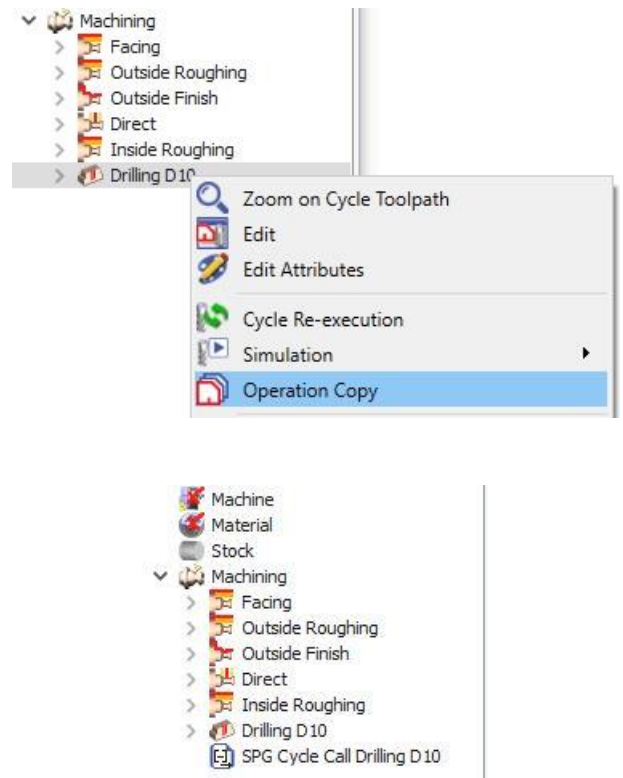 Machining
Facing
Outside Roughing
Outside Finish
Direct
Inside Roughing
Drilling D10
Zoom on Cycle Toolpath
Edit
Edit Attributes
Cycle Re-execution
Simulation
Operation Copy
Machine
Material
Stock
Machining
Facing
Outside Roughing
Outside Finish
Direct
Inside Roughing
Drilling D10
SPG Cycle Call Drilling D10